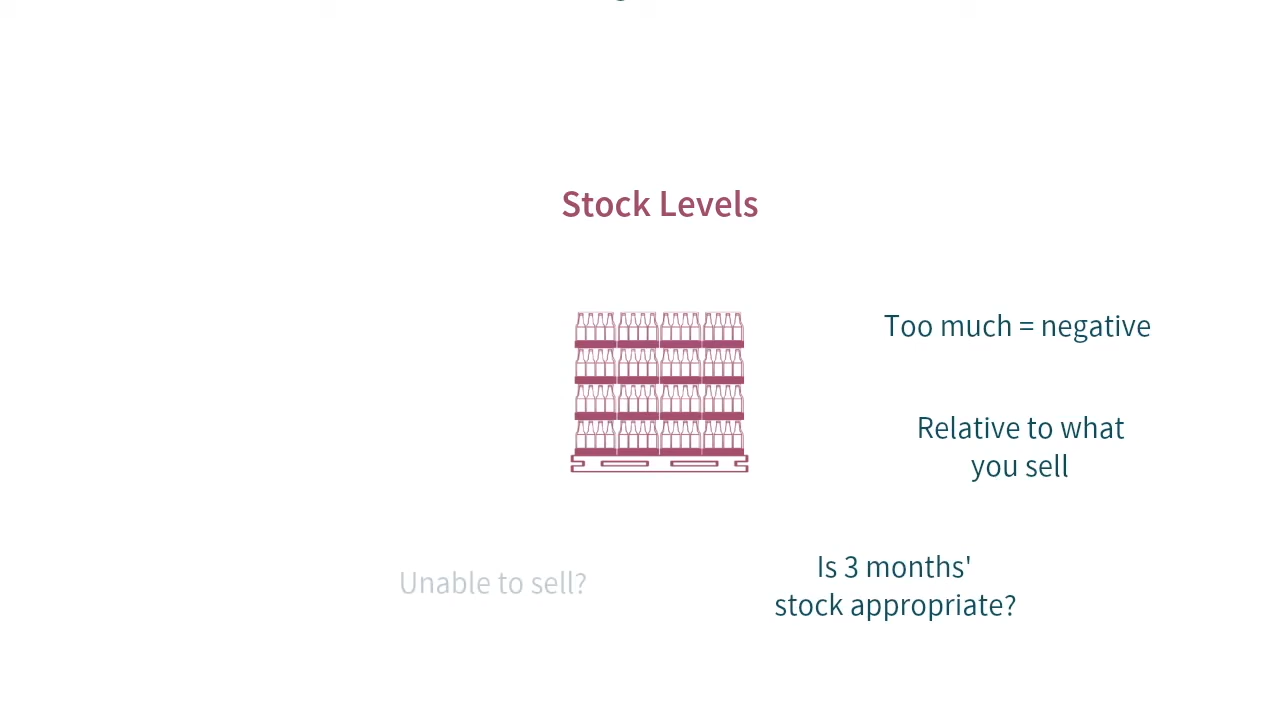 Stock Levels
Too much = negative
Relative to what
you sell
Is 3 months'
stock appropriate?
Unable to sell?